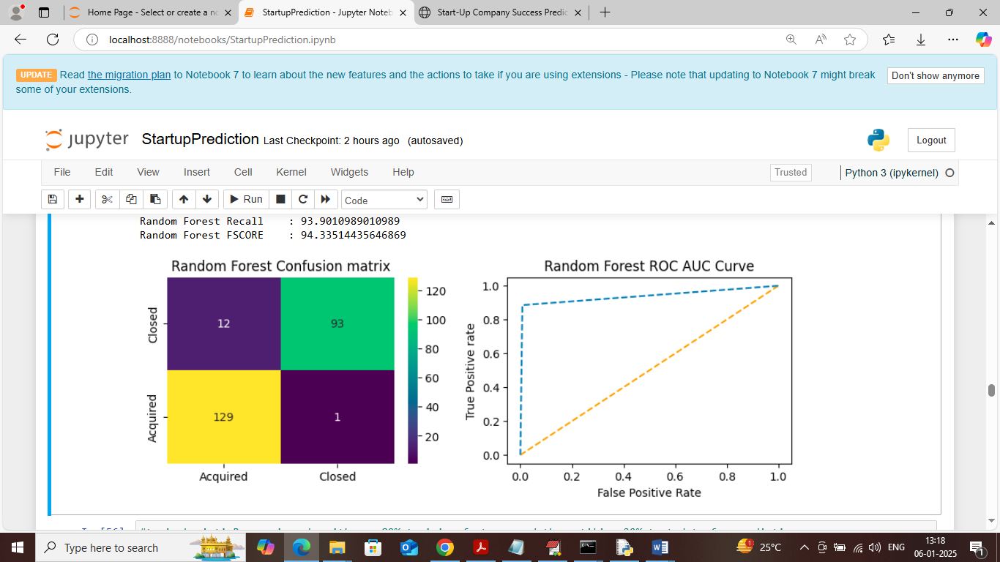 Home Page - Select or create a no
StartupPrediction - Jupyter Noteb
Start-Up Company Success Predic
localhost:8888/notebooks/StartupPrediction.ipynb
UPDATE Read the migration plan to Notebook 7 to learn about the new features and the actions to take if you are using extensions - Please note that updating to Notebook 7 might break
some of your extensions.
Don't show anymore
jupyter StartupPrediction Last Checkpoint: 2 hours ago (autosaved)
Logout
File Edit View Insert Cell Kernel Widgets Help
Trusted
Python 3 (ipykernel)
Run
Code
Random Forest Recall : 93.9010989010989
Random Forest FSCORE : 94.33514435646869
Random Forest Confusion matrix
Closed
Acquired
12
93
129
1
Acquired
Closed
120
100
80
60
40
20
Random Forest ROC AUC Curve
True Positive rate
1.0
0.8
0.6
0.4
0.2
0.0
0.0 0.2 0.4 0.6 0.8 1.0
False Positive Rate
Type here to search
1
25°C
ENG
13:18
06-01-2025
1